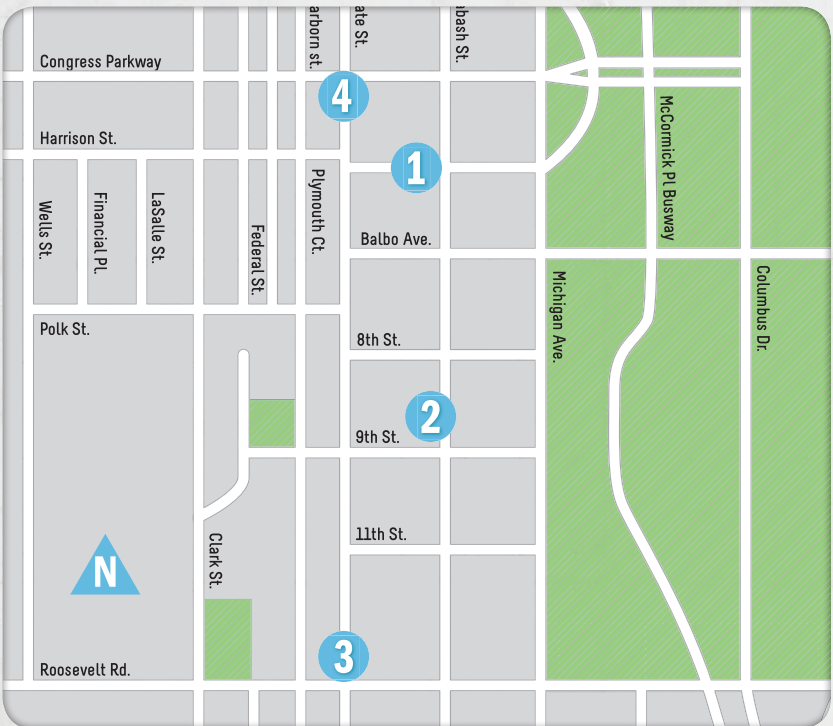 arborn st.
ate St.
bash St.
Congress Parkway
4
McCormick Pl Busway
Harrison St.
1
Wells St.
Financial Pl.
LaSalle St.
Federal St.
Plymouth Ct.
Balbo Ave.
Michigan Ave.
Columbus Dr.
Polk St.
8th St.
2
9th St.
11th St.
Clark St.
N
3
Roosevelt Rd.